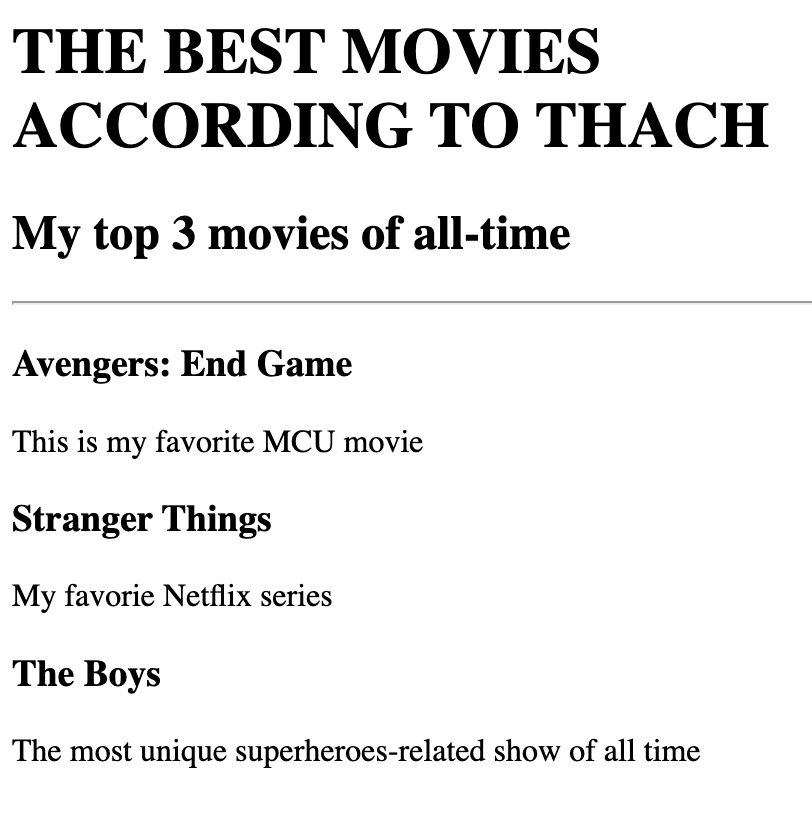 THE BEST MOVIES
ACCORDING TO THACH
My top 3 movies of all-time
Avengers: End Game
This is my favorite MCU movie
Stranger Things
My favorie Netflix series
The Boys
The most unique superheroes-related show of all time